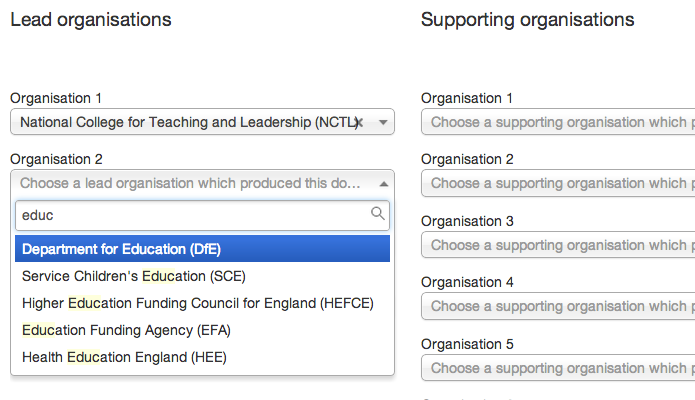 Lead organisations
Organisation 1
National College for Teaching and Leadership (NCTL)
Organisation 2
Choose a lead organisation which produced this do...
educ
Department for Education (DfE)
Service Children's Education (SCE)
Higher Education Funding Council for England (HEFCE)
Education Funding Agency (EFA)
Health Education England (HEE)
Supporting organisations
Organisation 1
Choose a supporting organisation which
Organisation 2
Choose a supporting organisation which
Organisation 3
Choose a supporting organisation which
Organisation 4
Choose a supporting organisation which
Organisation 5
Choose a supporting organisation which